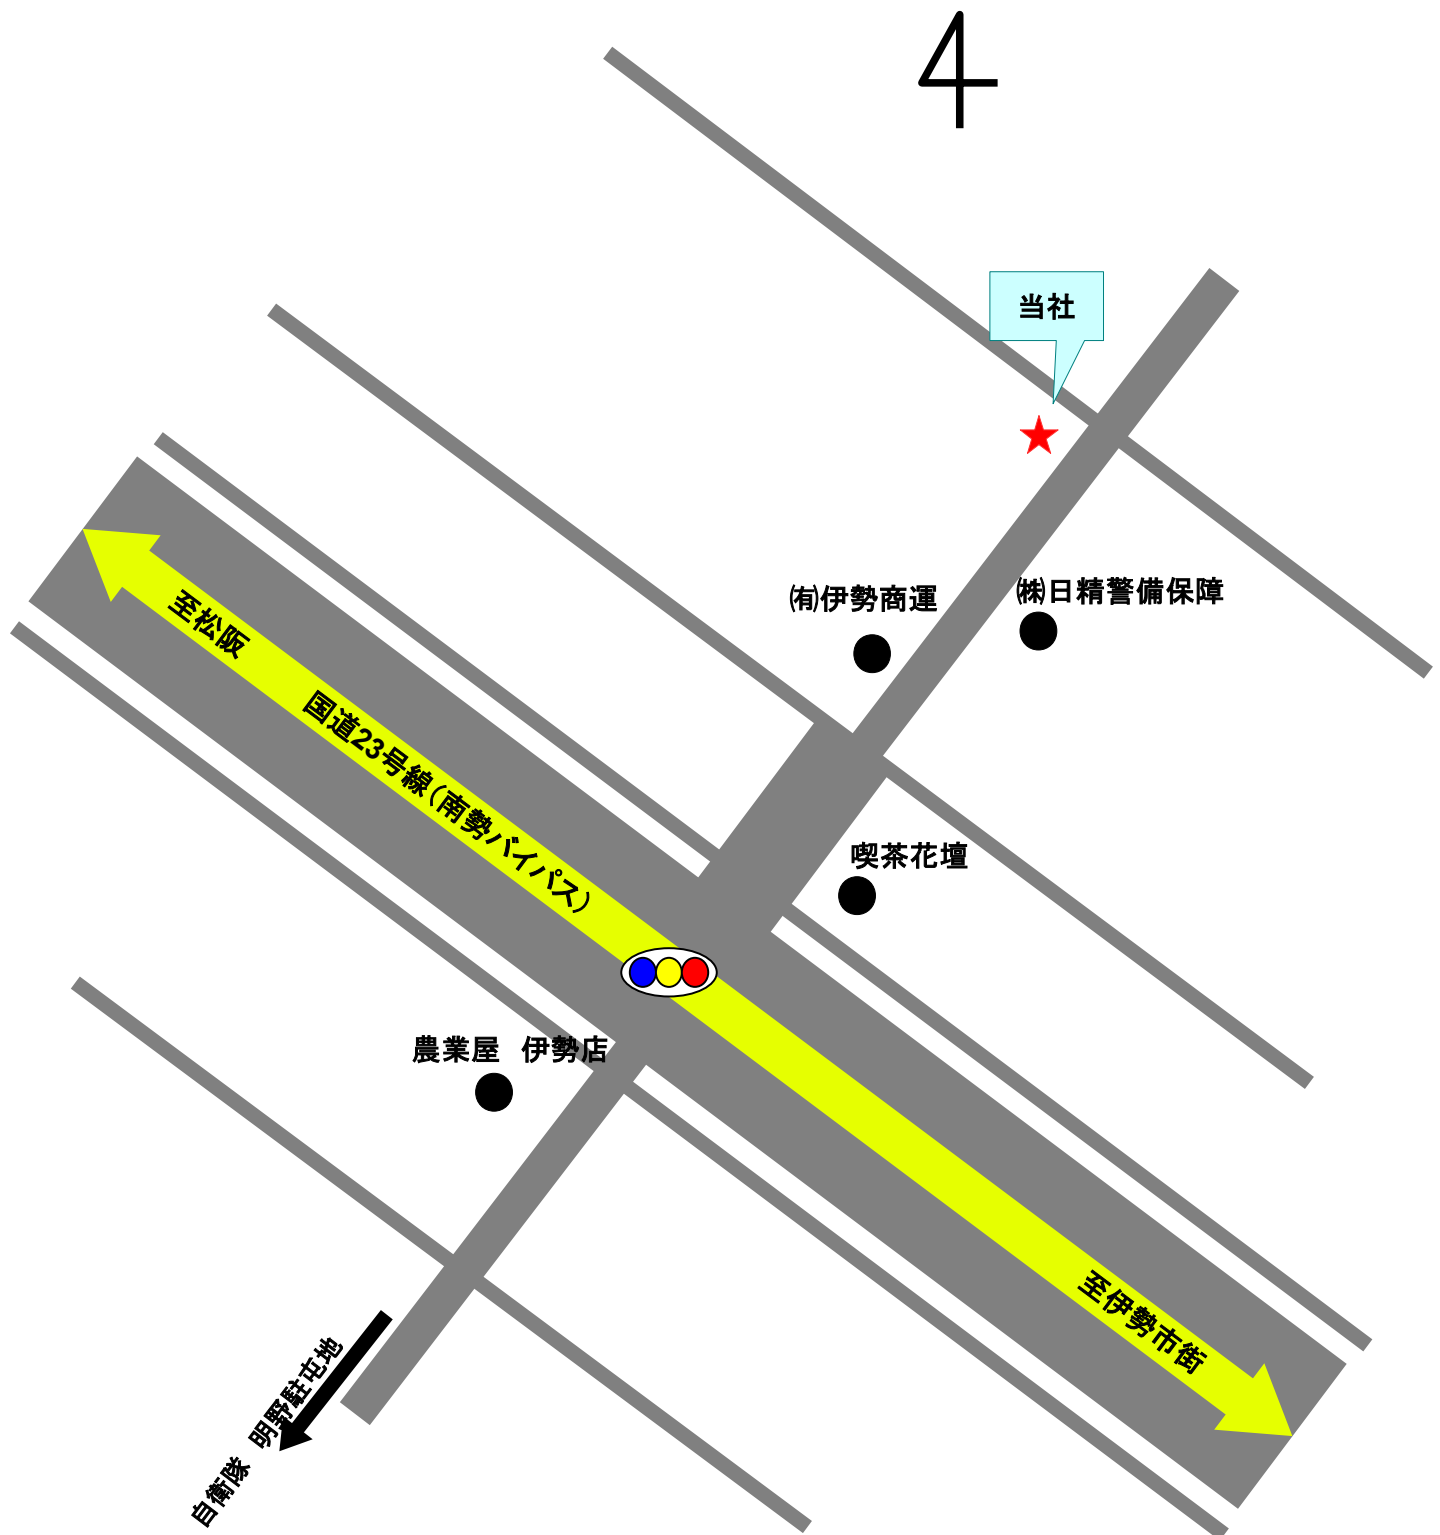 当社
㈲伊勢商運
㈱日精警備保障
至松阪
国道23号線(南勢バイパス)
喫茶花壇
農業屋　伊勢店
至伊勢市街
自衛隊　明野駐屯地